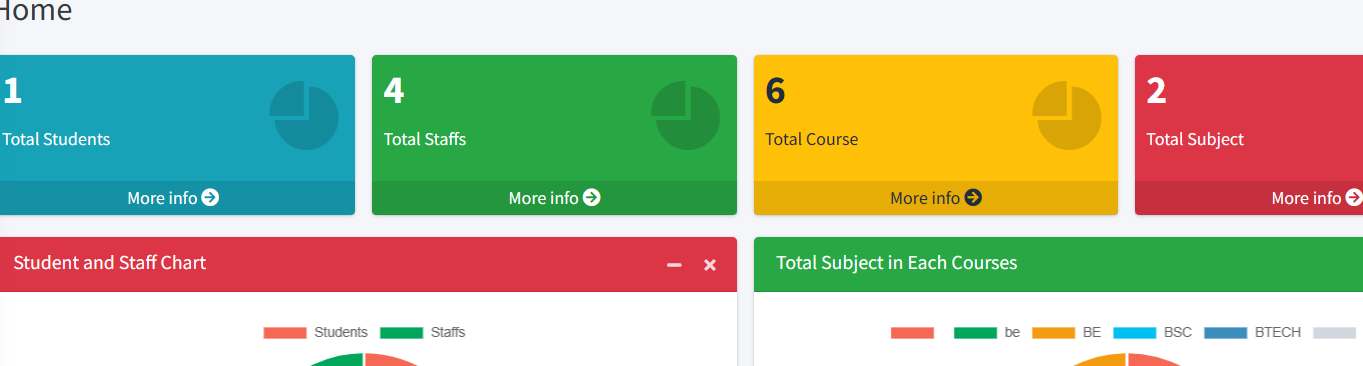 Home
1
Total Students
More info
4
Total Staffs
More info
6
Total Course
More info
2
Total Subject
More info
Student and Staff Chart
Students Staffs
Total Subject in Each Courses
be BE BSC BTECH